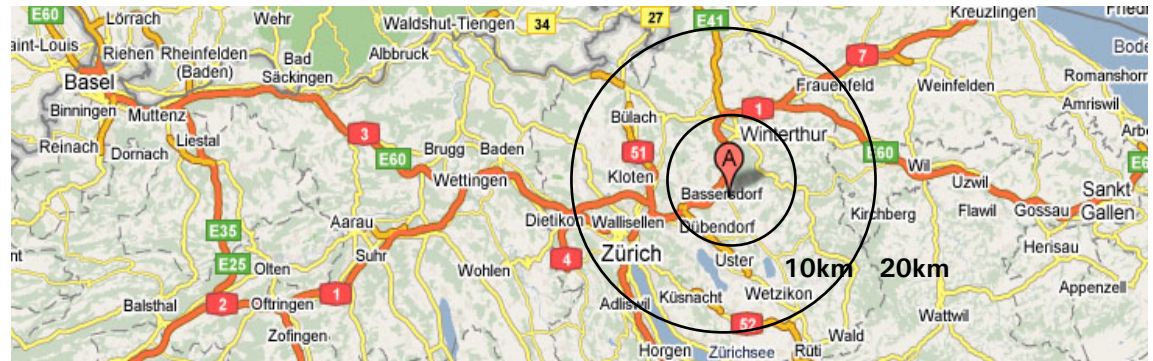 E60
Lörrach
Wehr
Waldshut-Tiengen
34
27
E41
Kreuzlingen
Saint-Louis
Riehen
Rheinfelden
(Baden)
Bad
Säckingen
Albbruck
7
Bode
Basel
Frauenfeld
Weinfelden
Romanshorn
Binningen
Muttenz
Bülach
1
Amriswil
Reinach
Dornach
Liestal
3
E60
Brugg
Baden
51
Winterthur
Arbo
A
E60
Wettingen
Kloten
Bassersdorf
Wil
Uzwil
E6
Sankt
Gallen
Aarau
Dietikon
Wallisellen
Dübendorf
Kirchberg
Flawil
Gossau
E35
Suhr
Zürich
Herisau
nt
E25
Olten
Wohlen
4
Uster
10km
20km
Appenzell
Balsthal
2
Oftringen
1
Adliswil
Küsnacht
Wetzikon
Wattwil
Zofingen
52
Wald
Horgen
Zürichsee
Rüti